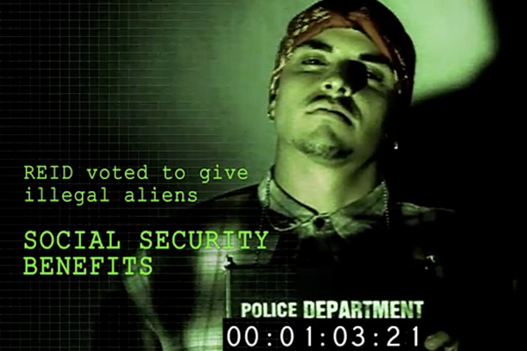 REID voted to give
illegal aliens
SOCIAL SECURITY
BENEFITS
POLICE DEPARTMENT
00:01:03:21